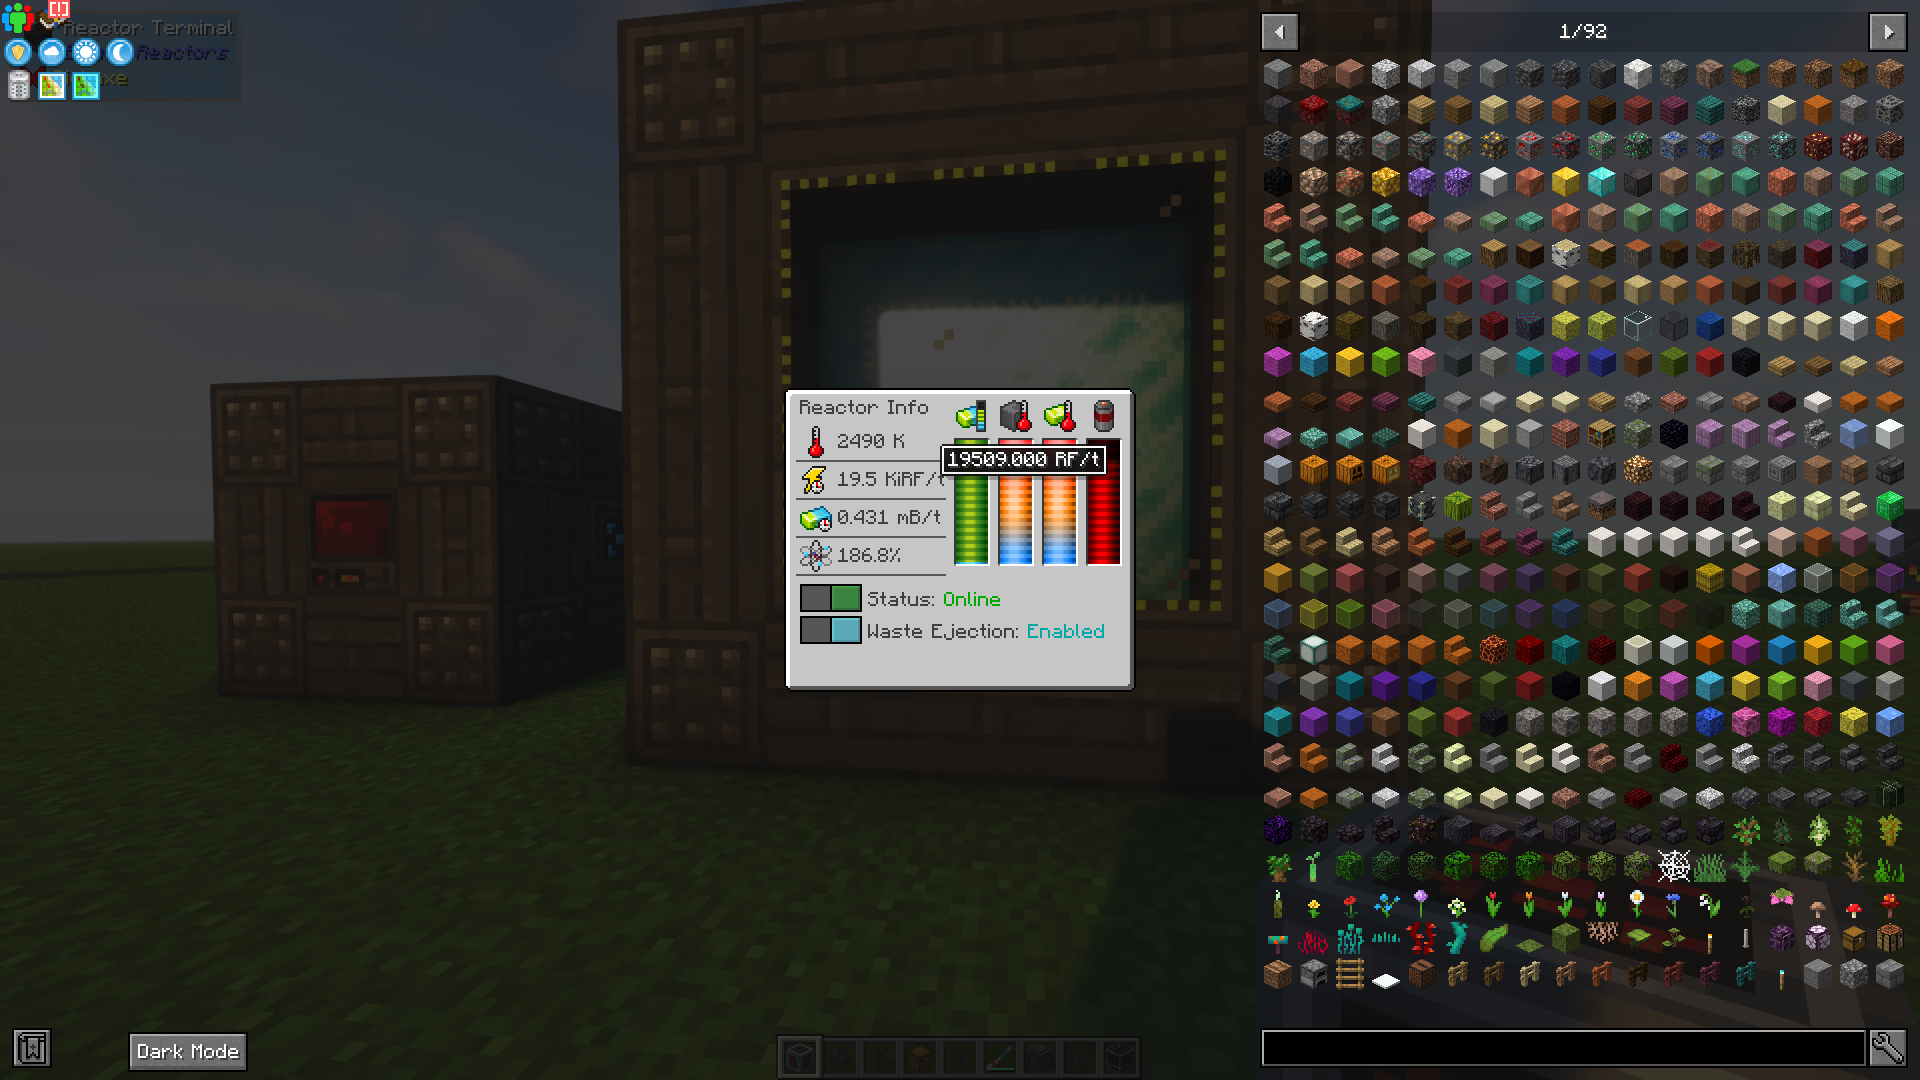 Reactor Terminal
Reactors
1/92
Reactor Info
2490 K
19509.000 RF/t
19.5 KiRF/t
0.431 mB/t
186.8%
Status: Online
Waste Ejection: Enabled
Dark Mode